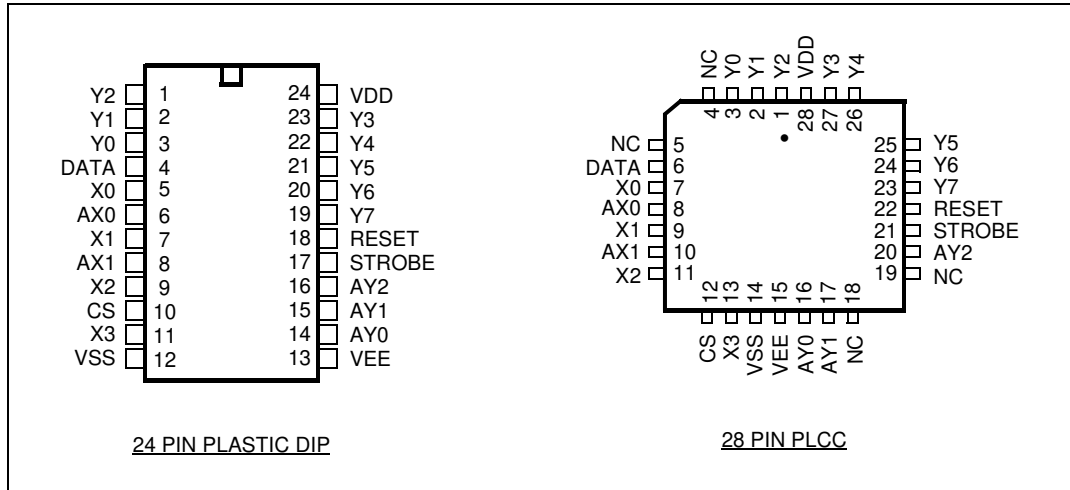 Y2 1 24 VDD
Y1 2 23 Y3
Y0 3 22 Y4
DATA 4 21 Y5
X0 5 20 Y6
AX0 6 19 Y7
X1 7 18 RESET
AX1 8 17 STROBE
X2 9 16 AY2
CS 10 15 AY1
X3 11 14 AY0
VSS 12 13 VEE
24 PIN PLASTIC DIP
NC Y0 Y1 Y2 VDD Y3 Y4
4 3 2 1 28 27 26
NC 5 25 Y5
DATA 6 24 Y6
X0 7 23 Y7
AX0 8 22 RESET
X1 9 21 STROBE
AX1 10 20 AY2
X2 11 19 NC
12 13 14 15 16 17 18
CS X3 VSS VEE AY0 AY1 NC
28 PIN PLCC